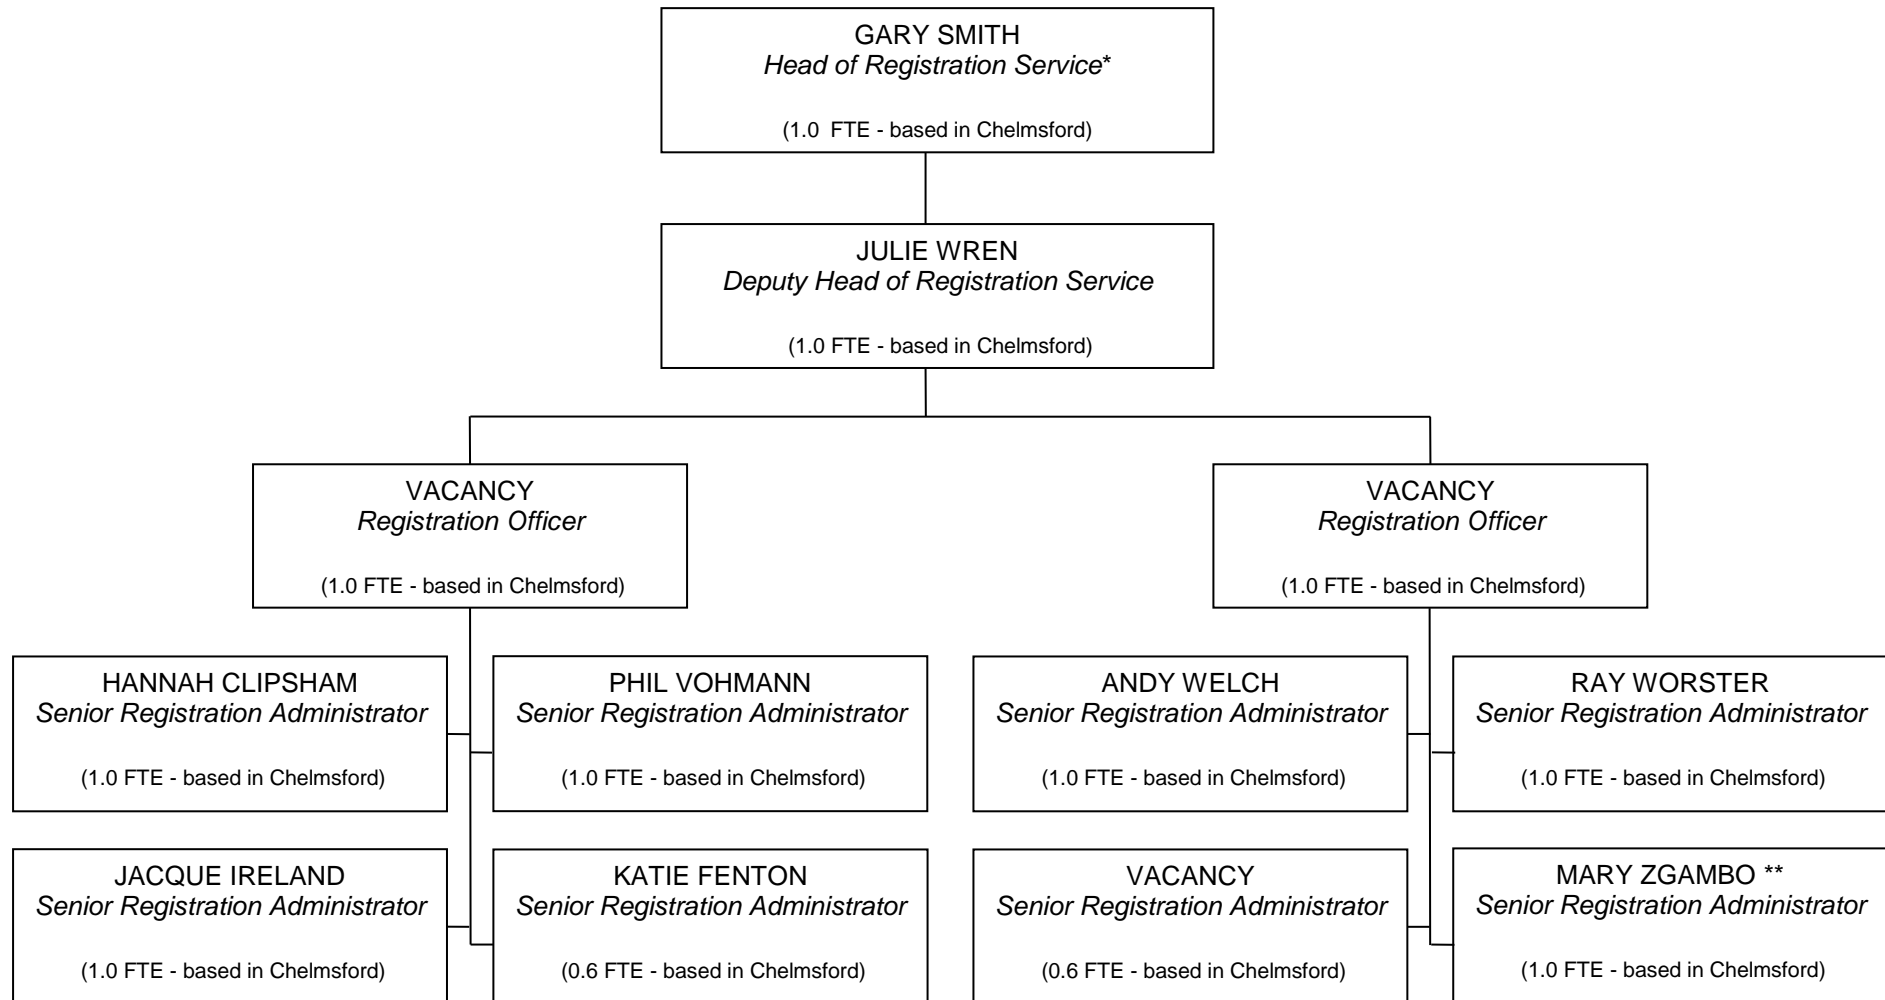 GARY SMITH
Head of Registration Service*
(1.0  FTE - based in Chelmsford)
JULIE WREN
Deputy Head of Registration Service
(1.0 FTE - based in Chelmsford)
VACANCY
Registration Officer
(1.0 FTE - based in Chelmsford)
VACANCY
Registration Officer
(1.0 FTE - based in Chelmsford)
HANNAH CLIPSHAM
Senior Registration Administrator
(1.0 FTE - based in Chelmsford)
PHIL VOHMANN
Senior Registration Administrator
(1.0 FTE - based in Chelmsford)
ANDY WELCH
Senior Registration Administrator
(1.0 FTE - based in Chelmsford)
RAY WORSTER
Senior Registration Administrator
(1.0 FTE - based in Chelmsford)
JACQUE IRELAND
Senior Registration Administrator
(1.0 FTE - based in Chelmsford)
KATIE FENTON
Senior Registration Administrator
(0.6 FTE - based in Chelmsford)
VACANCY
Senior Registration Administrator
(0.6 FTE - based in Chelmsford)
MARY ZGAMBO **
Senior Registration Administrator
(1.0 FTE - based in Chelmsford)